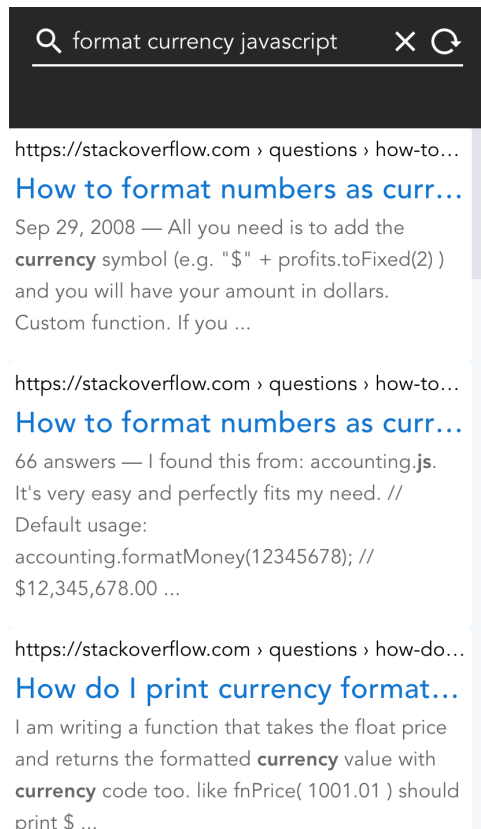 format currency javascript
https://stackoverflow.com › questions › how-to…
How to format numbers as curr…
Sep 29, 2008 — All you need is to add the
currency symbol (e.g. "$" + profits.toFixed(2) )
and you will have your amount in dollars.
Custom function. If you ...
https://stackoverflow.com › questions › how-to…
How to format numbers as curr…
66 answers — I found this from: accounting.js.
It's very easy and perfectly fits my need. //
Default usage:
accounting.formatMoney(12345678); //
$12,345,678.00 ...
https://stackoverflow.com › questions › how-do…
How do I print currency format…
I am writing a function that takes the float price
and returns the formatted currency value with
currency code too. like fnPrice( 1001.01 ) should
print $ ...